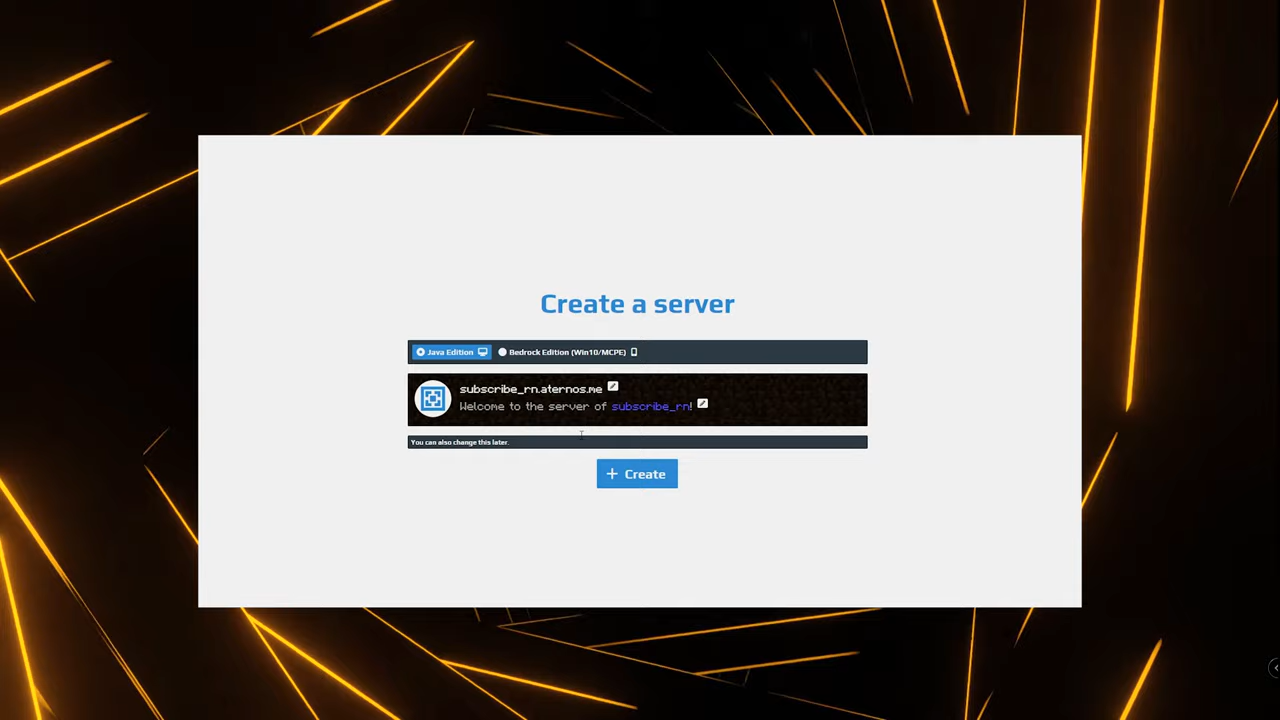 Create a server
Java Edition Bedrock Edition (Win10/MCPE)
subscribe_rn.aternos.me
Welcome to the server of subscribe_rn!
You can also change this later.
+ Create